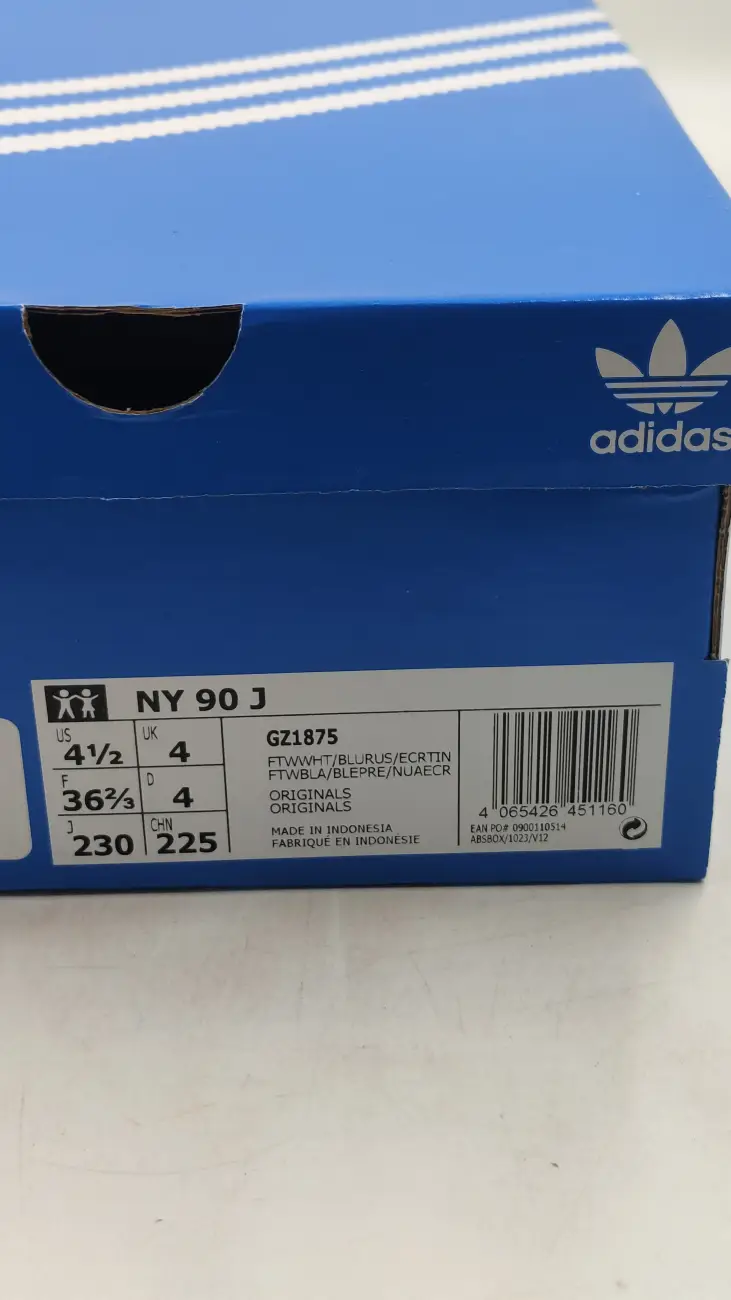 adidas
NY 90 J
US 4½
UK 4
F 36⅔
D 4
J 230
CHN 225
GZ1875
FTWWHT/BLURUS/ECRTIN
FTWBLA/BLEPRE/NUAECR
ORIGINALS
ORIGINALS
MADE IN INDONESIA
FABRIQUÉ EN INDONÉSIE
4 065426 451160
EAN PO# 0900110514
ABSBOX/1023/V12